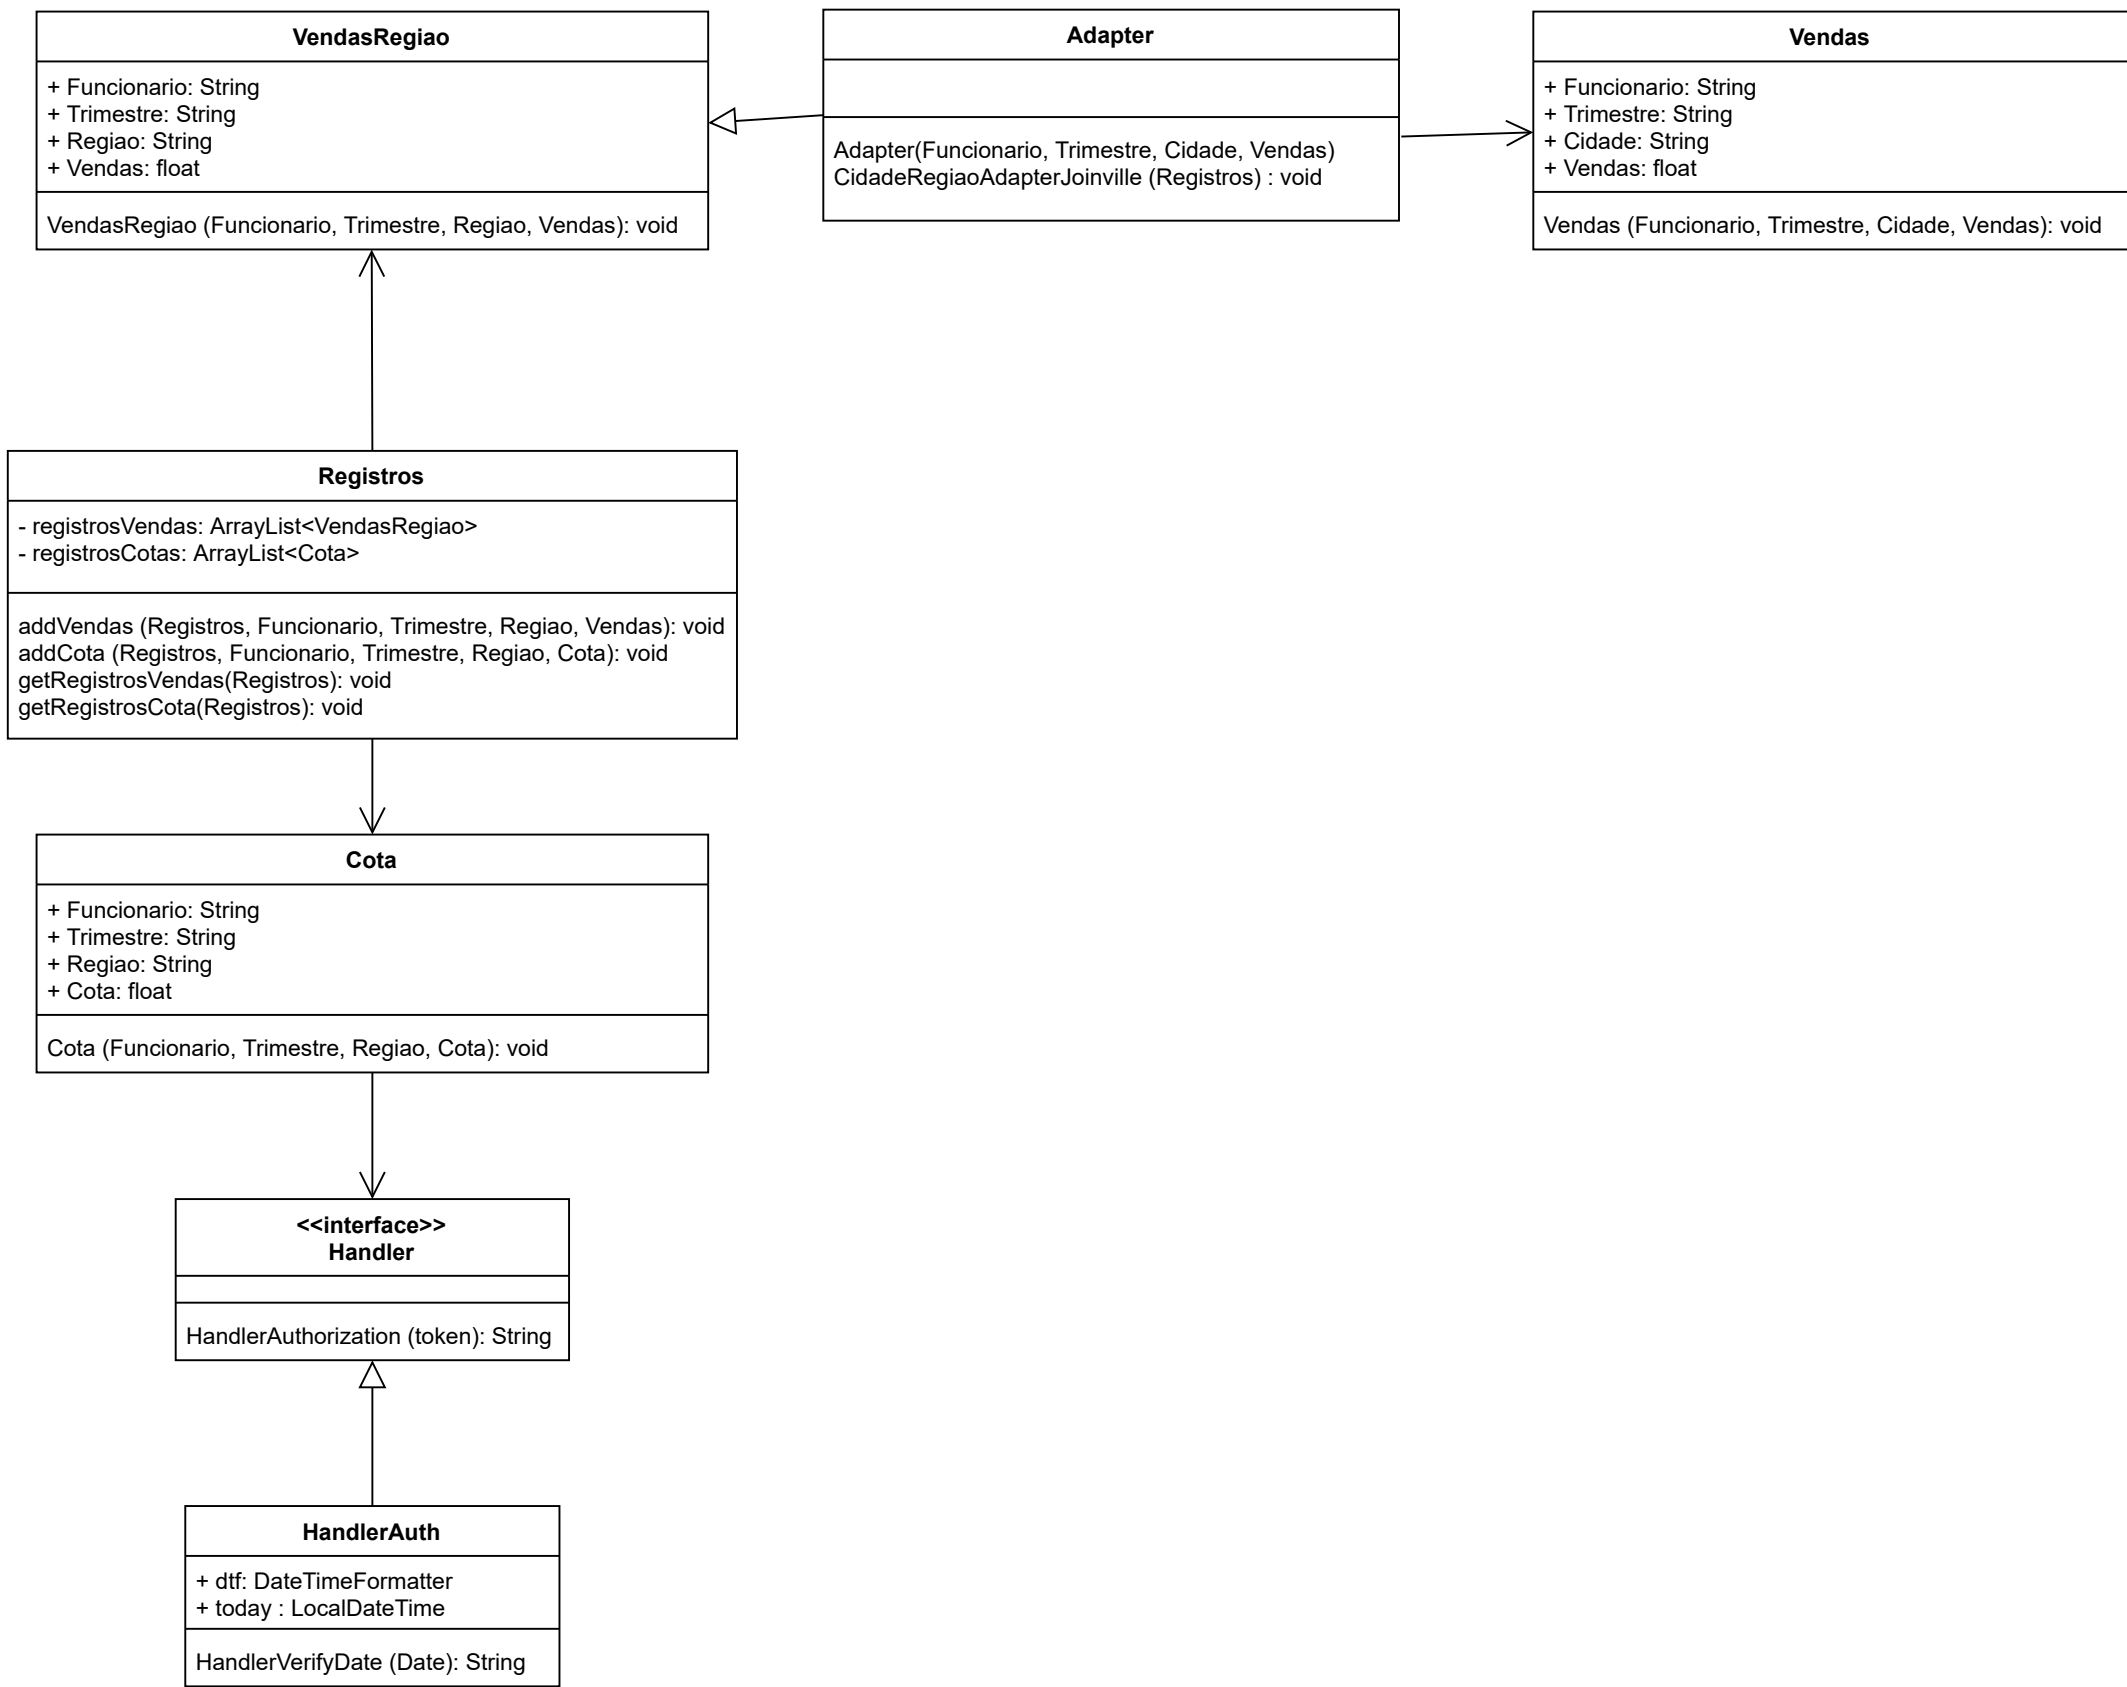 VendasRegiao
+ Funcionario: String
+ Trimestre: String
+ Regiao: String
+ Vendas: float
VendasRegiao (Funcionario, Trimestre, Regiao, Vendas): void
Adapter
Adapter(Funcionario, Trimestre, Cidade, Vendas)
CidadeRegiaoAdapterJoinville (Registros) : void
Vendas
+ Funcionario: String
+ Trimestre: String
+ Cidade: String
+ Vendas: float
Vendas (Funcionario, Trimestre, Cidade, Vendas): void
Registros
- registrosVendas: ArrayList<VendasRegiao>
- registrosCotas: ArrayList<Cota>
addVendas (Registros, Funcionario, Trimestre, Regiao, Vendas): void
addCota (Registros, Funcionario, Trimestre, Regiao, Cota): void
getRegistrosVendas(Registros): void
getRegistrosCota(Registros): void
Cota
+ Funcionario: String
+ Trimestre: String
+ Regiao: String
+ Cota: float
Cota (Funcionario, Trimestre, Regiao, Cota): void
<<interface>>
Handler
HandlerAuthorization (token): String
HandlerAuth
+ dtf: DateTimeFormatter
+ today : LocalDateTime
HandlerVerifyDate (Date): String